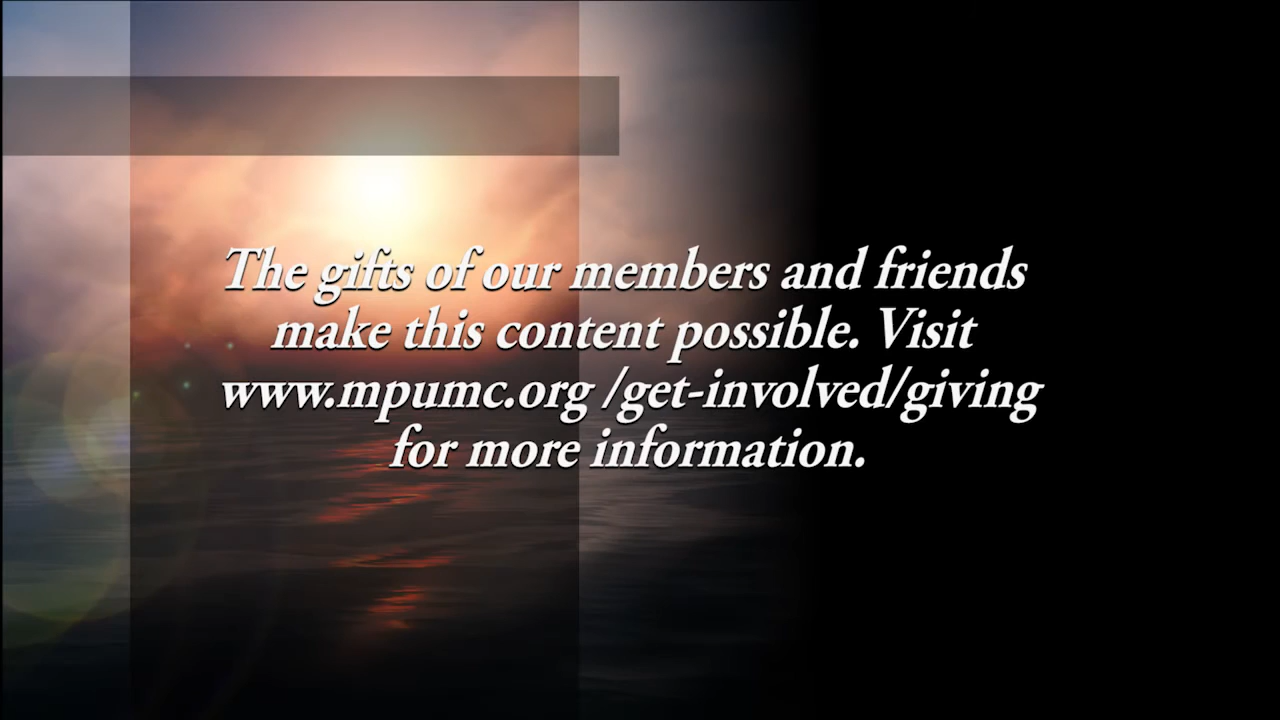 The gifts of our members and friends
make this content possible. Visit
www.mpumc.org /get-involved/giving
for more information.